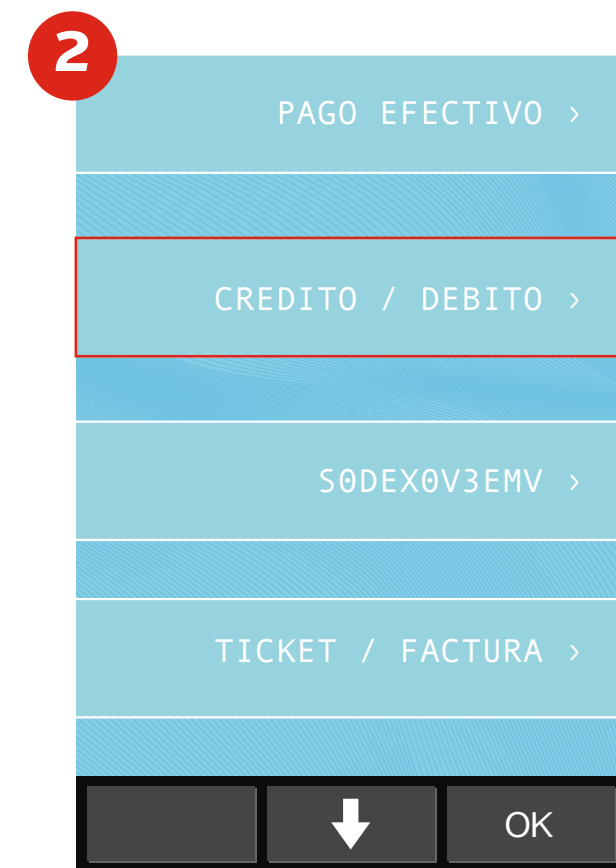 2
PAGO EFECTIVO >
CREDITO / DEBITO >
S0DEX0V3EMV >
TICKET / FACTURA >
OK